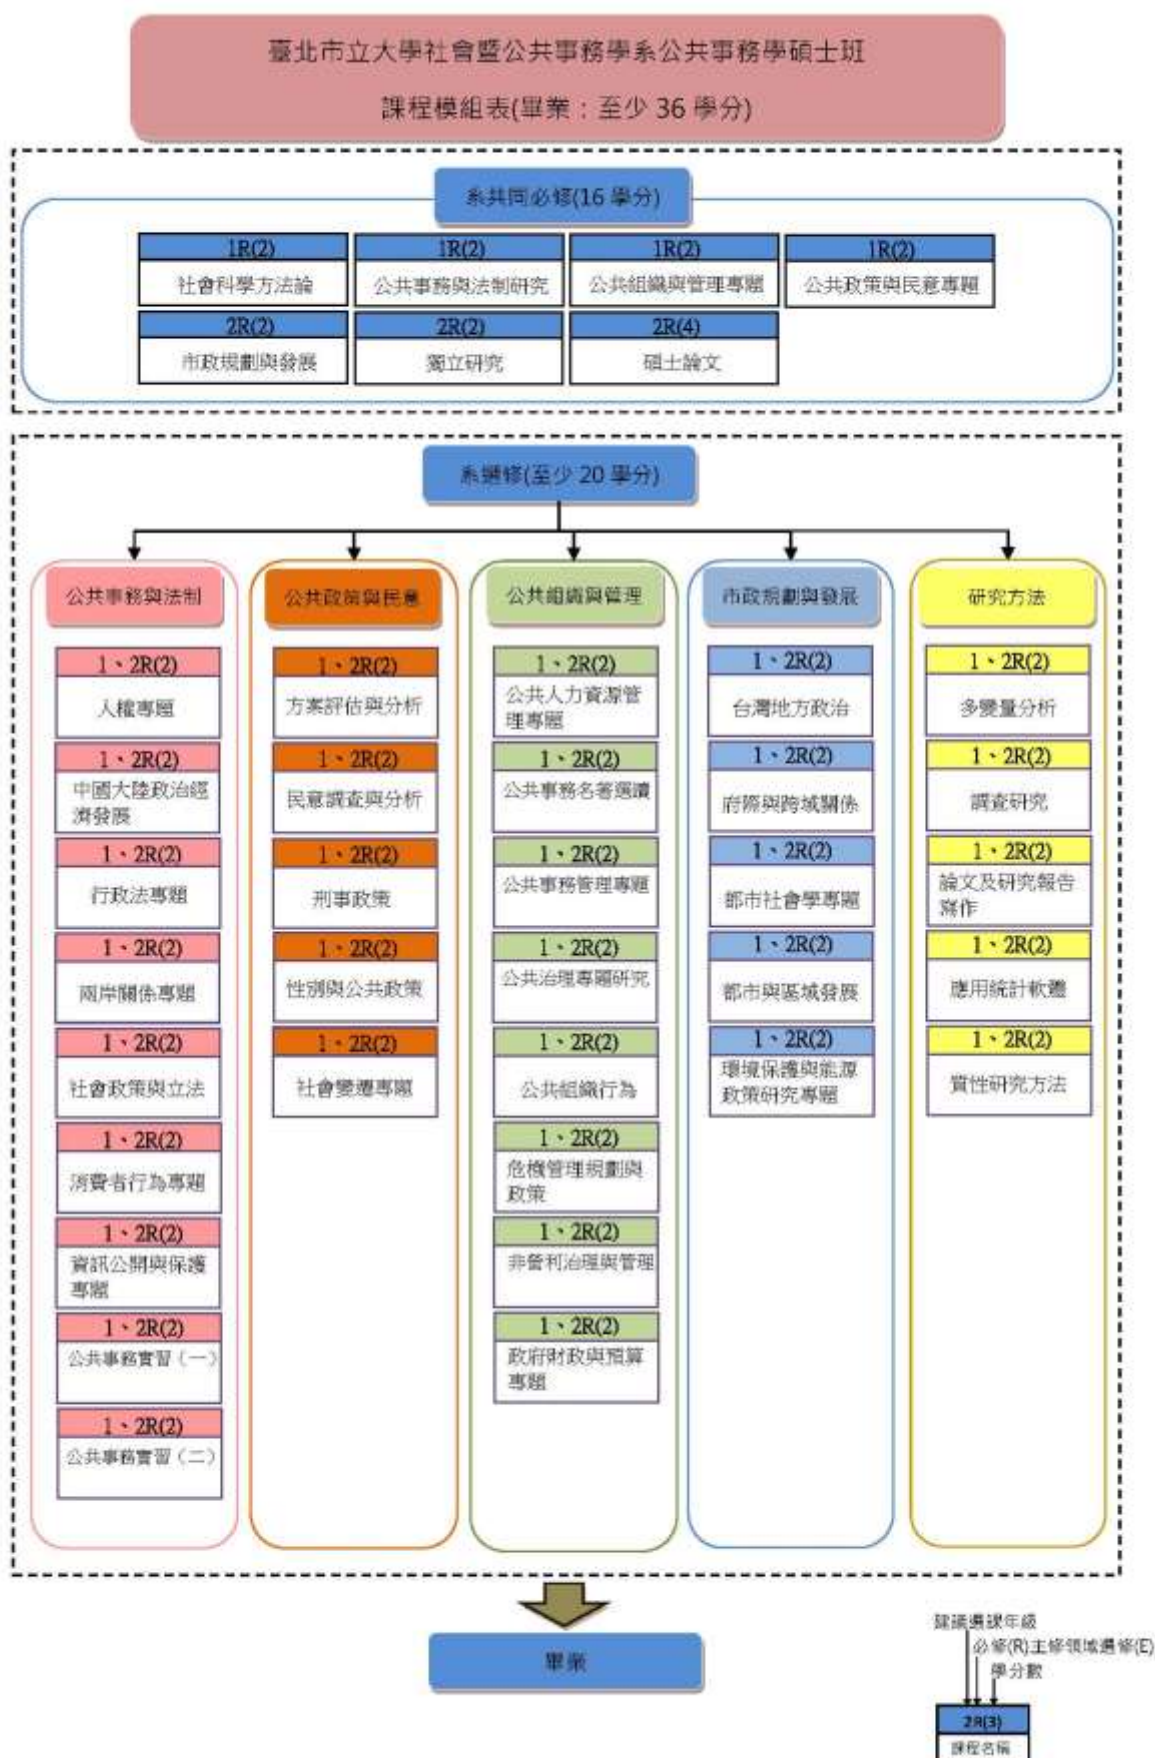 臺北市立大學社會暨公共事務學系公共事務學碩士班
課程模組表(畢業：至少 36 學分)
系共同必修(16 學分)
1R(2)
社會科學方法論
1R(2)
公共事務與法制研究
1R(2)
公共組織與管理專題
1R(2)
公共政策與民意專題
2R(2)
市政規劃與發展
2R(2)
獨立研究
2R(4)
碩士論文
系選修(至少 20 學分)
公共事務與法制
1、2R(2)
人權專題
1、2R(2)
中國大陸政治經
濟發展
1、2R(2)
行政法專題
1、2R(2)
兩岸關係專題
1、2R(2)
社會政策與立法
1、2R(2)
消費者行為專題
1、2R(2)
資訊公開與保護
專題
1、2R(2)
公共事務實習（一）
1、2R(2)
公共事務實習（二）
公共政策與民意
1、2R(2)
方案評估與分析
1、2R(2)
民意調查與分析
1、2R(2)
刑事政策
1、2R(2)
性別與公共政策
1、2R(2)
社會變遷專題
公共組織與管理
1、2R(2)
公共人力資源管
理專題
1、2R(2)
公共事務名著選讀
1、2R(2)
公共事務管理專題
1、2R(2)
公共治理專題研究
1、2R(2)
公共組織行為
1、2R(2)
危機管理規劃與
政策
1、2R(2)
非營利治理與管理
1、2R(2)
政府財政與預算
專題
市政規劃與發展
1、2R(2)
台灣地方政治
1、2R(2)
府際與跨域關係
1、2R(2)
都市社會學專題
1、2R(2)
都市與區域發展
1、2R(2)
環境保護與能源
政策研究專題
研究方法
1、2R(2)
多變量分析
1、2R(2)
調查研究
1、2R(2)
論文及研究報告
寫作
1、2R(2)
應用統計軟體
1、2R(2)
質性研究方法
畢業
建議選課年級
必修(R)主修領域選修(E)
學分數
2R(3)
課程名稱